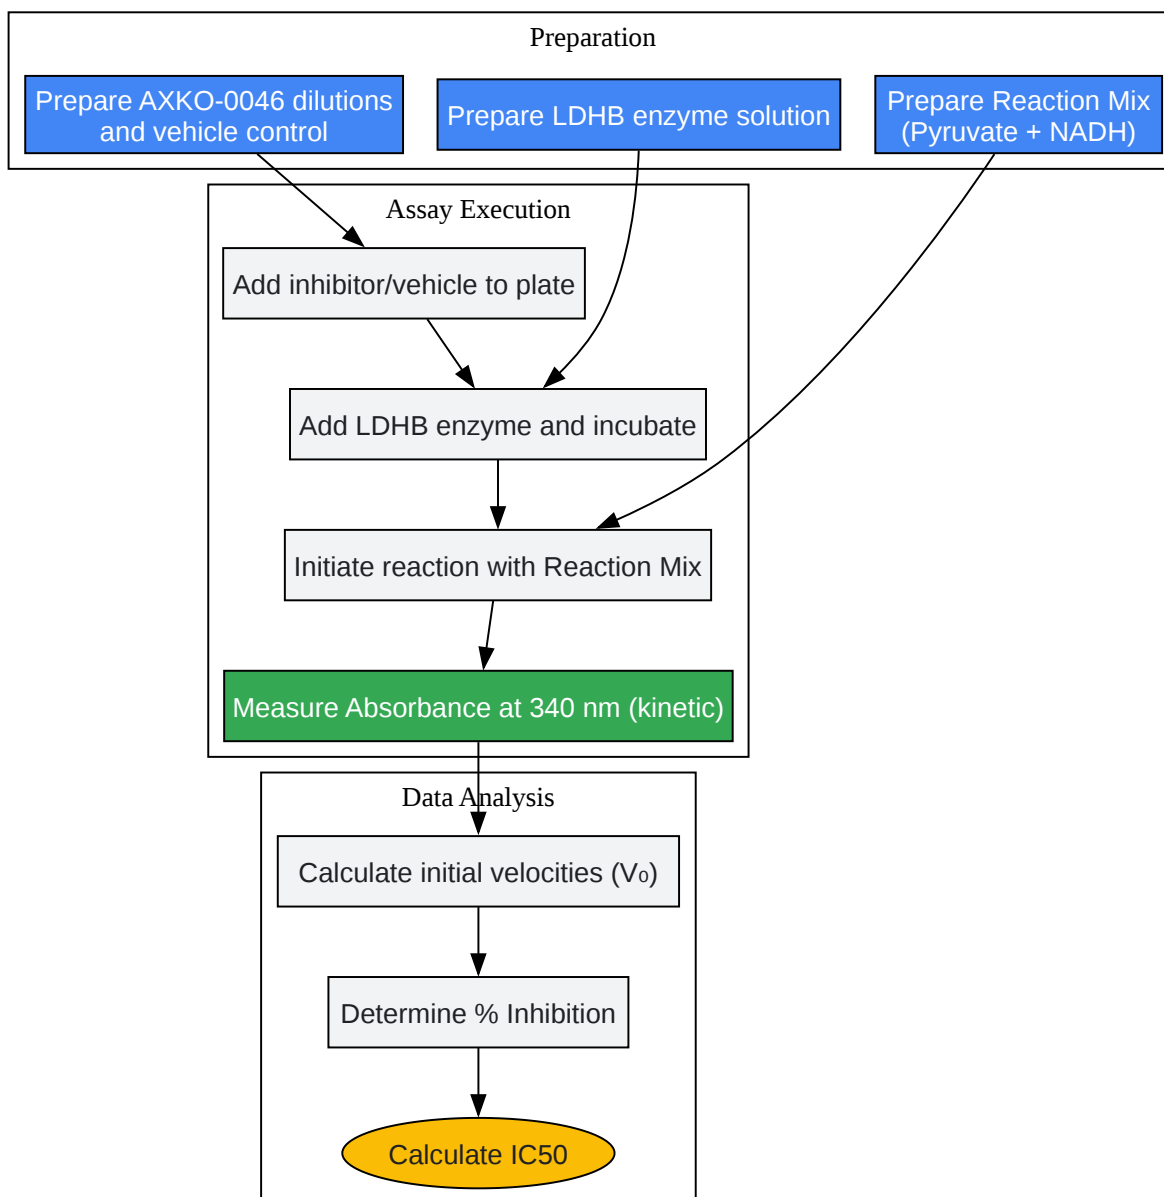 Preparation
Prepare AXKO-0046 dilutions
and vehicle control
Prepare LDHB enzyme solution
Prepare Reaction Mix
(Pyruvate + NADH)
Assay Execution
Add inhibitor/vehicle to plate
Add LDHB enzyme and incubate
Initiate reaction with Reaction Mix
Measure Absorbance at 340 nm (kinetic)
Data Analysis
Calculate initial velocities (V₀)
Determine % Inhibition
Calculate IC50